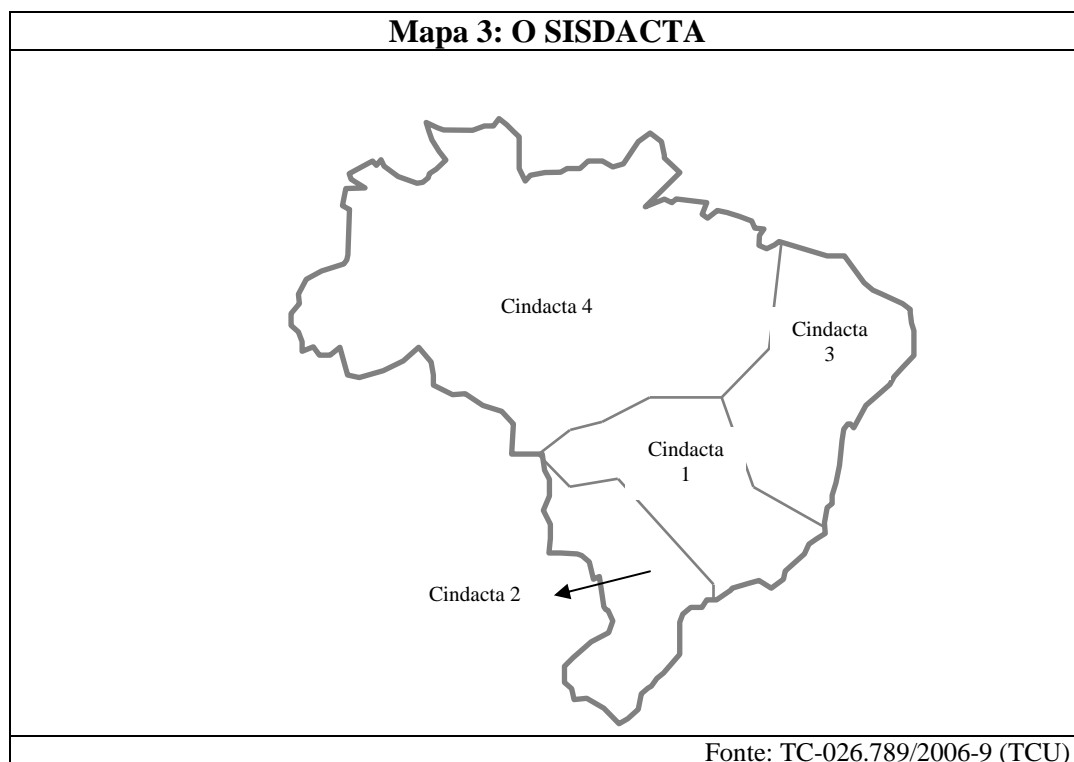 Mapa 3: O SISDACTA
Cindacta 4
Cindacta
3
Cindacta
1
Cindacta 2
Fonte: TC-026.789/2006-9 (TCU)